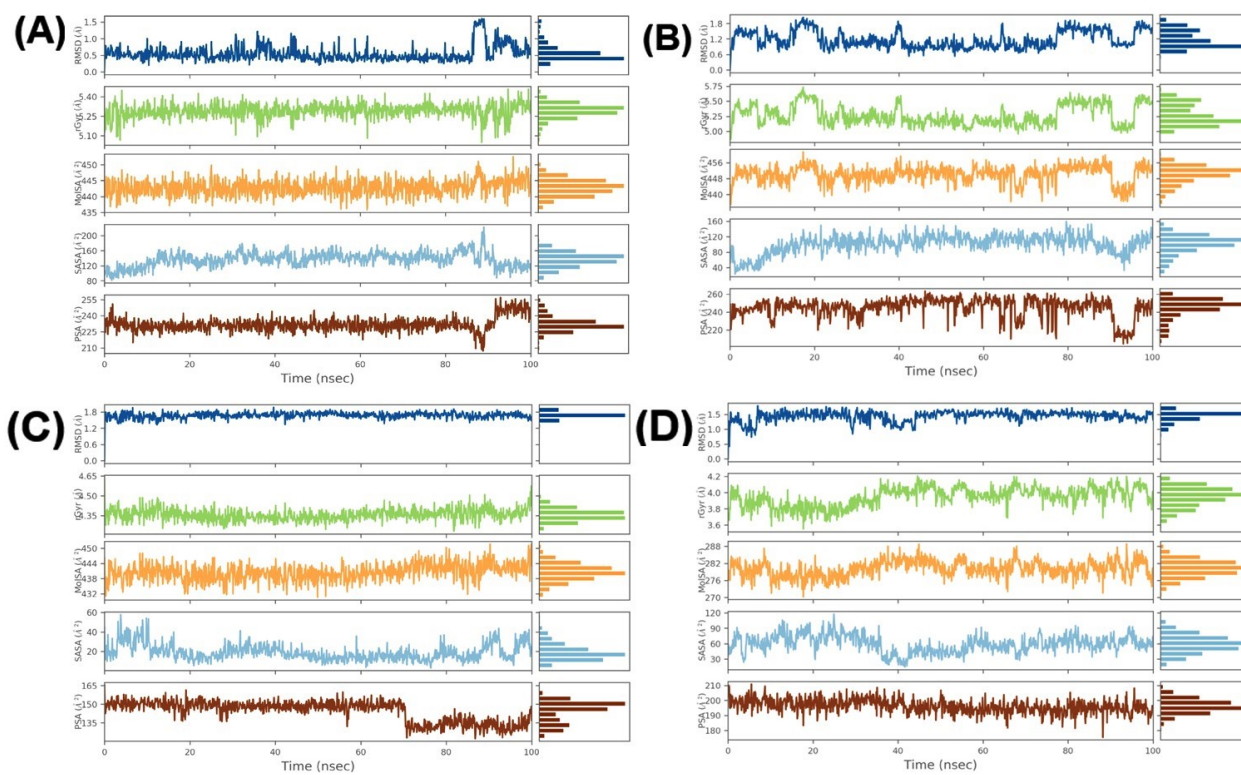 (A)
RMSD (Å)
1.5
1.0
0.5
0.0
rGyr (Å)
5.40
5.25
5.10
MolSA (Å²)
450
445
440
435
SASA (Å²)
200
160
120
80
PSA (Å²)
255
240
225
210
0 20 40 60 80 100
Time (nsec)
(B)
RMSD (Å)
1.8
1.2
0.6
0.0
rGyr (Å)
5.75
5.50
5.25
5.00
MolSA (Å²)
456
448
440
SASA (Å²)
160
120
80
40
PSA (Å²)
260
240
220
0 20 40 60 80 100
Time (nsec)
(C)
RMSD (Å)
1.8
1.2
0.6
0.0
rGyr (Å)
4.65
4.50
4.35
MolSA (Å²)
450
444
438
432
SASA (Å²)
60
40
20
PSA (Å²)
165
150
135
0 20 40 60 80 100
Time (nsec)
(D)
RMSD (Å)
1.5
1.0
0.5
0.0
rGyr (Å)
4.2
4.0
3.8
3.6
MolSA (Å²)
288
282
276
270
SASA (Å²)
120
90
60
30
PSA (Å²)
210
200
190
180
0 20 40 60 80 100
Time (nsec)